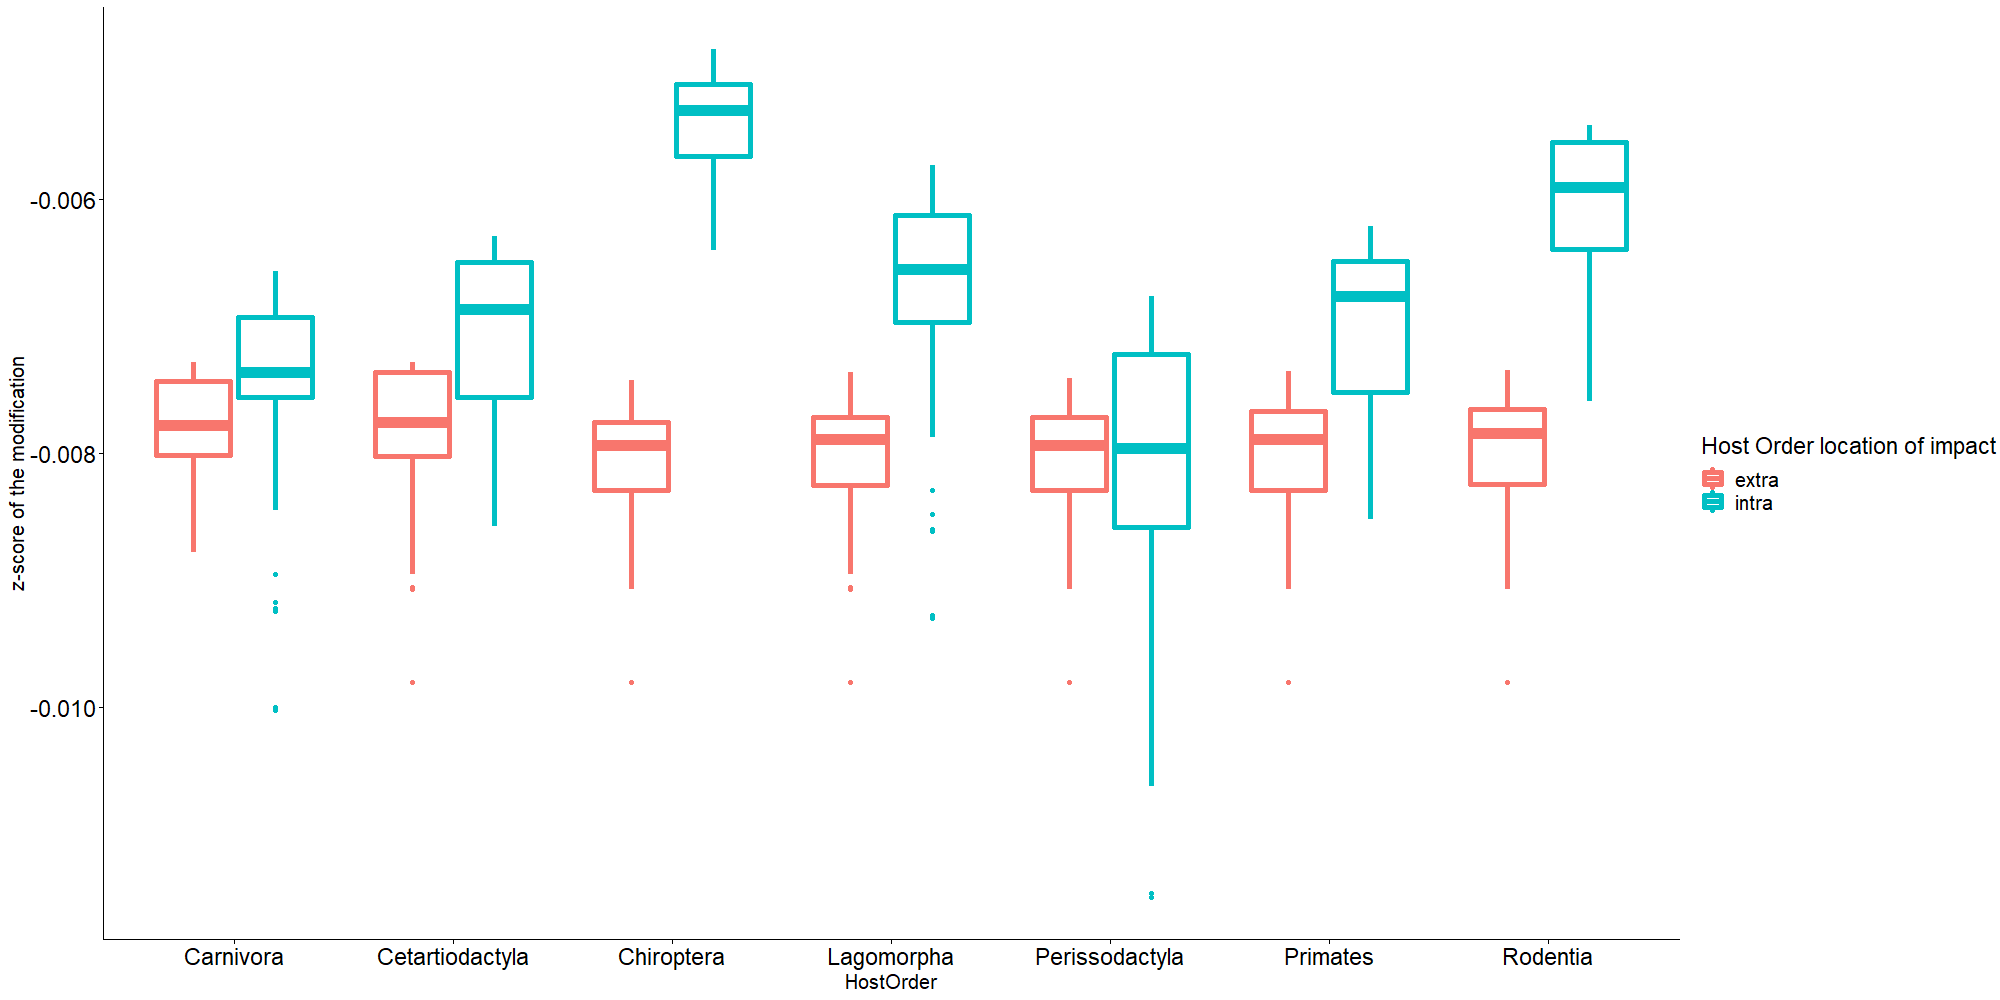 z-score of the modification
-0.006
-0.008
-0.010
Carnivora
Cetartiodactyla
Chiroptera
Lagomorpha
Perissodactyla
Primates
Rodentia
HostOrder
Host Order location of impact
extra
intra